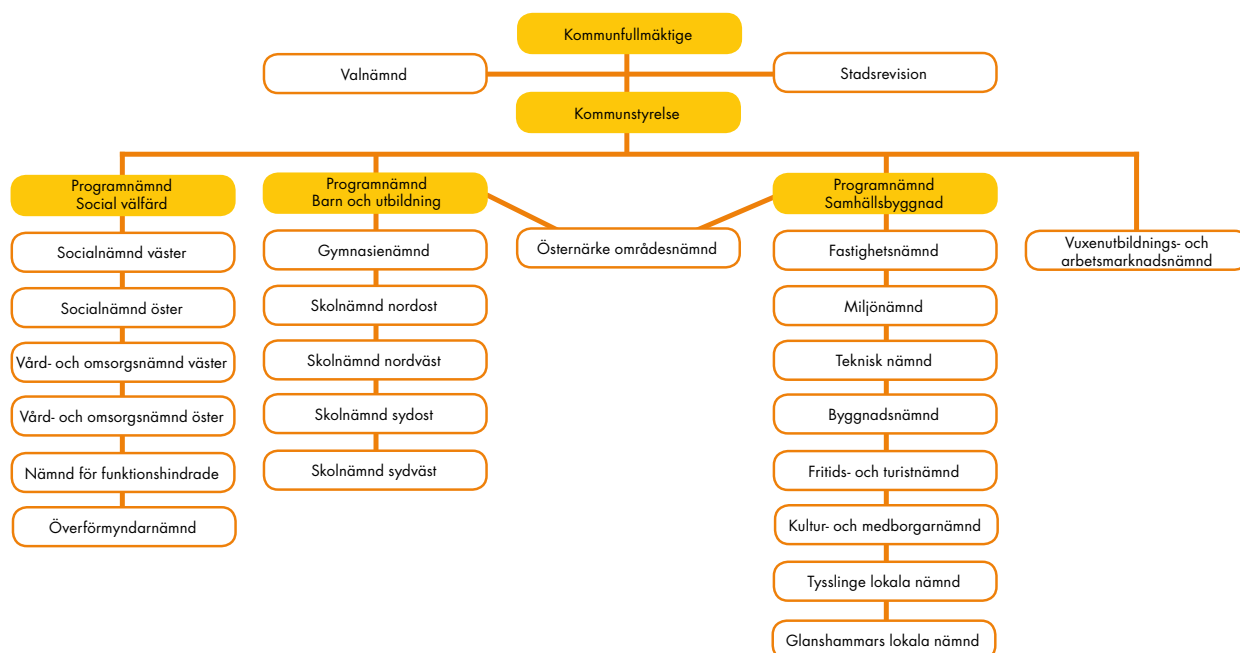 Kommunfullmäktige
Valnämnd
Stadsrevision
Kommunstyrelse
Programnämnd
Social välfärd
Socialnämnd väster
Socialnämnd öster
Vård- och omsorgsnämnd väster
Vård- och omsorgsnämnd öster
Nämnd för funktionshindrade
Överförmyndarnämnd
Programnämnd
Barn och utbildning
Gymnasienämnd
Skolnämnd nordost
Skolnämnd nordväst
Skolnämnd sydost
Skolnämnd sydväst
Östernärke områdesnämnd
Programnämnd
Samhällsbyggnad
Fastighetsnämnd
Miljönämnd
Teknisk nämnd
Byggnadsnämnd
Fritids- och turistnämnd
Kultur- och medborgarnämnd
Tysslinge lokala nämnd
Glanshammars lokala nämnd
Vuxenutbildnings- och
arbetsmarknadsnämnd